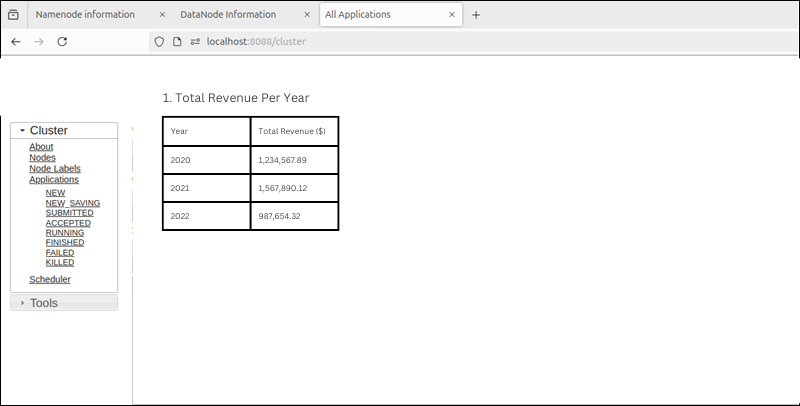 Namenode information
DataNode Information
All Applications
localhost:8088/cluster
1. Total Revenue Per Year
Year Total Revenue ($)
2020 1,234,567.89
2021 1,567,890.12
2022 987,654.32
Cluster
About
Nodes
Node Labels
Applications
NEW
NEW_SAVING
SUBMITTED
ACCEPTED
RUNNING
FINISHED
FAILED
KILLED
Scheduler
Tools